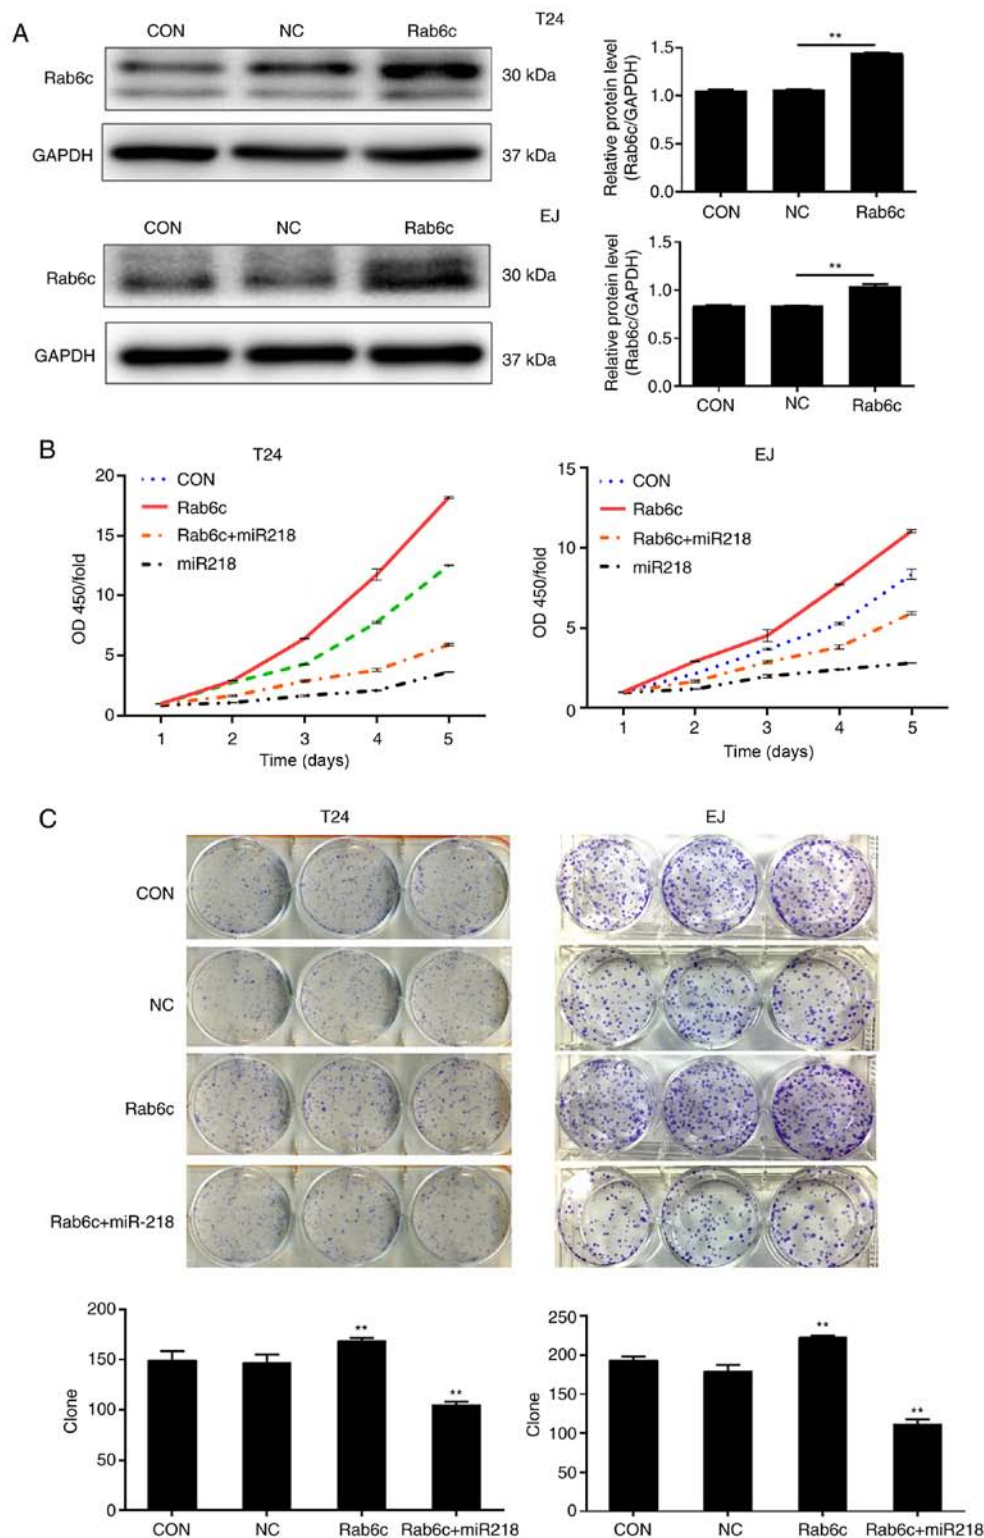 A
T24
CON NC Rab6c
Rab6c
30 kDa
GAPDH
37 kDa
Relative protein level
(Rab6c/GAPDH)
1.5
1.0
0.5
0.0
**
CON NC Rab6c
EJ
CON NC Rab6c
Rab6c
30 kDa
GAPDH
37 kDa
Relative protein level
(Rab6c/GAPDH)
1.5
1.0
0.5
0.0
**
CON NC Rab6c
B
T24
OD 450/fold
20
15
10
5
0
CON
Rab6c
Rab6c+miR218
miR218
1 2 3 4 5
Time (days)
EJ
OD 450/fold
15
10
5
0
CON
Rab6c
Rab6c+miR218
miR218
1 2 3 4 5
Time (days)
C
T24 EJ
CON
NC
Rab6c
Rab6c+miR-218
Clone
200
150
100
50
0
**
**
CON NC Rab6c Rab6c+miR218
Clone
250
200
150
100
50
0
**
**
CON NC Rab6c Rab6c+miR218